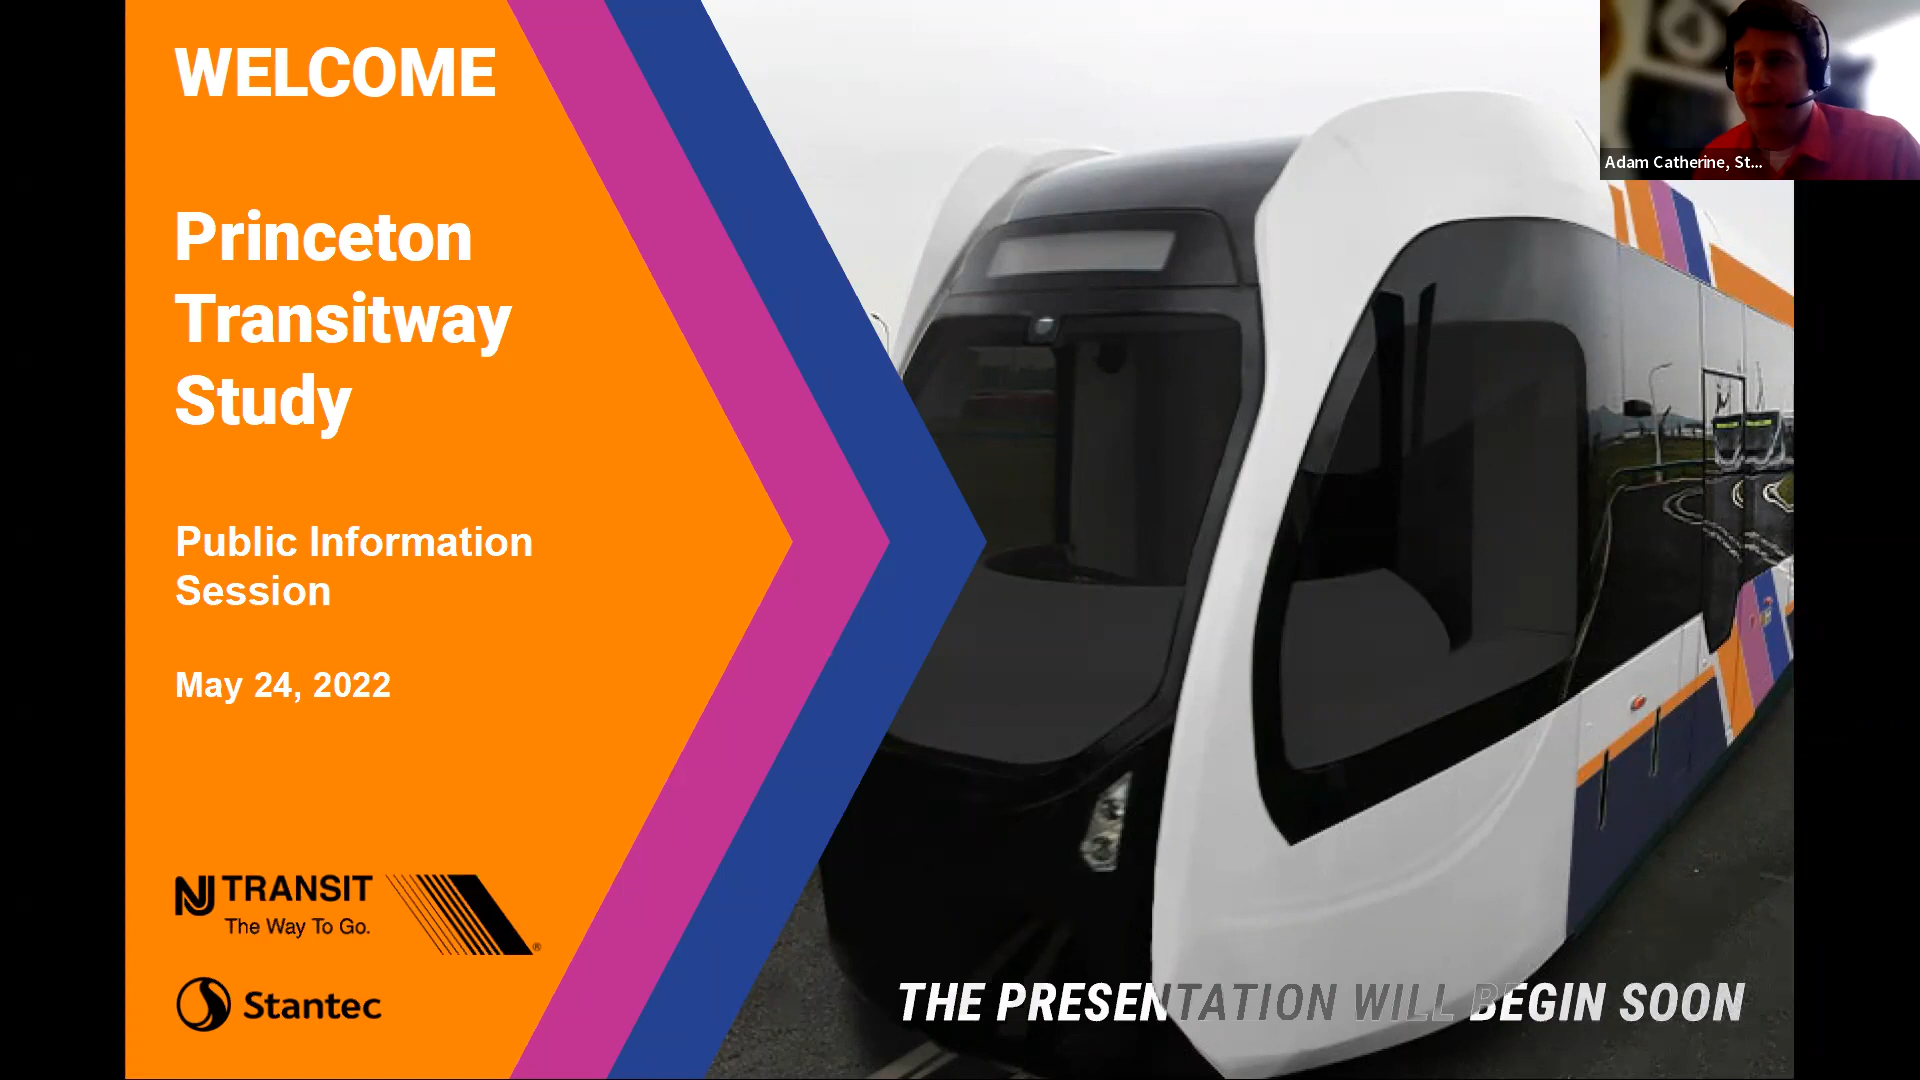 WELCOME
Princeton
Transitway
Study
Public Information
Session
May 24, 2022
NJ TRANSIT
The Way To Go.
®
Stantec
THE PRESENTATION WILL BEGIN SOON
Adam Catherine, St...